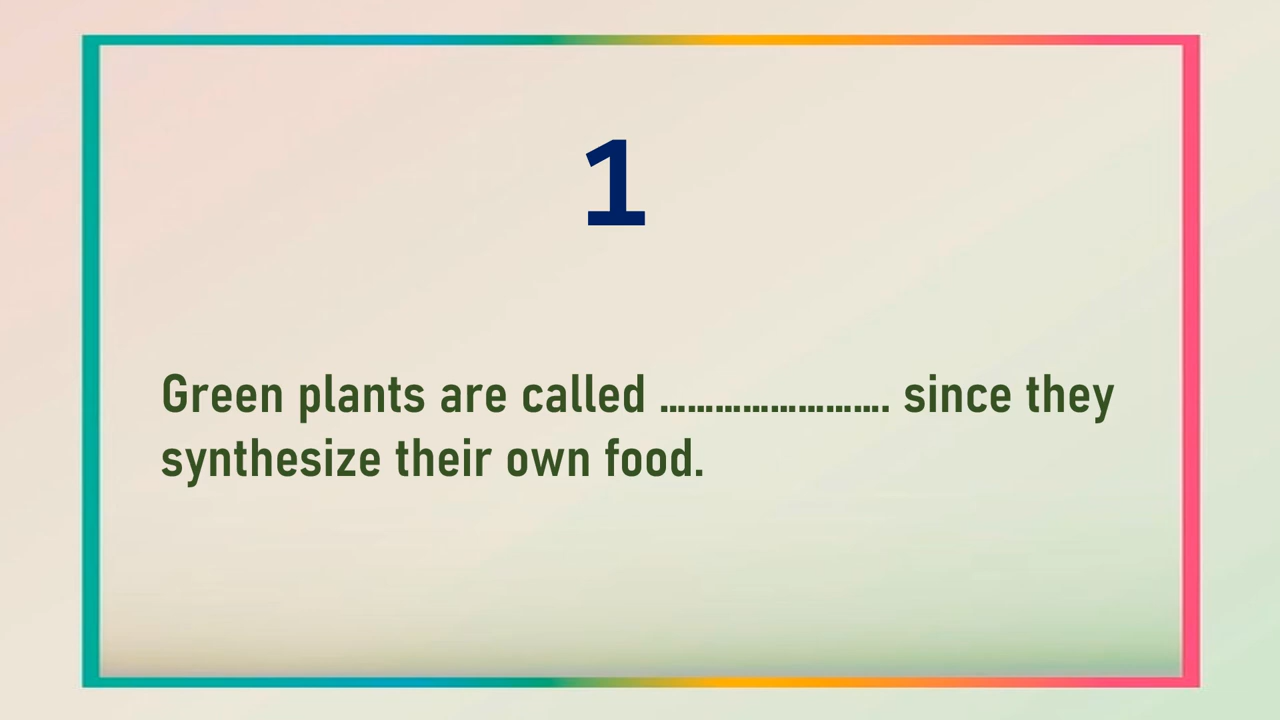 1
Green plants are called ........................ since they
synthesize their own food.